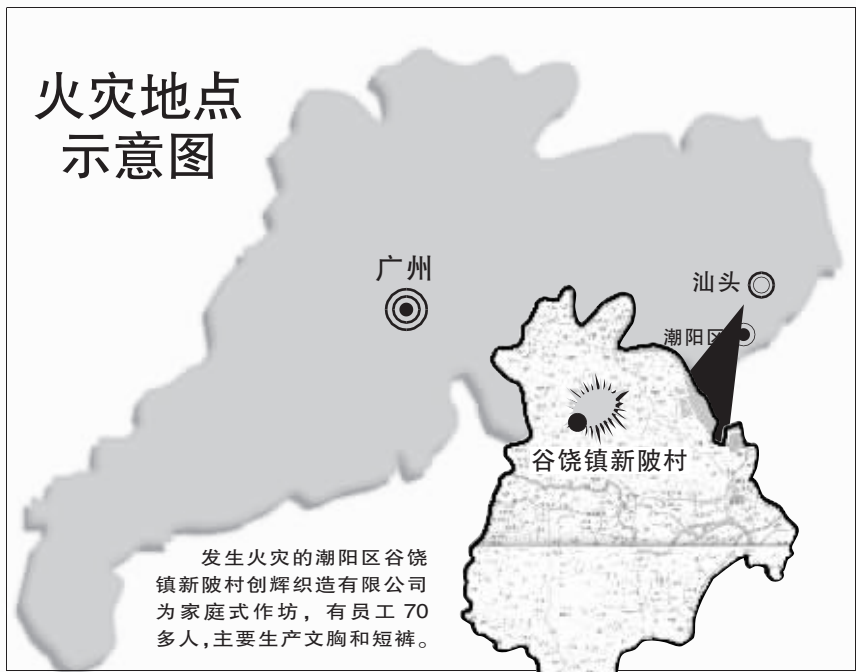 火灾地点
示意图
广州
汕头
潮阳区
谷饶镇新陂村
发生火灾的潮阳区谷饶
镇新陂村创辉织造有限公司
为家庭式作坊，有员工 70
多人，主要生产文胸和短裤。